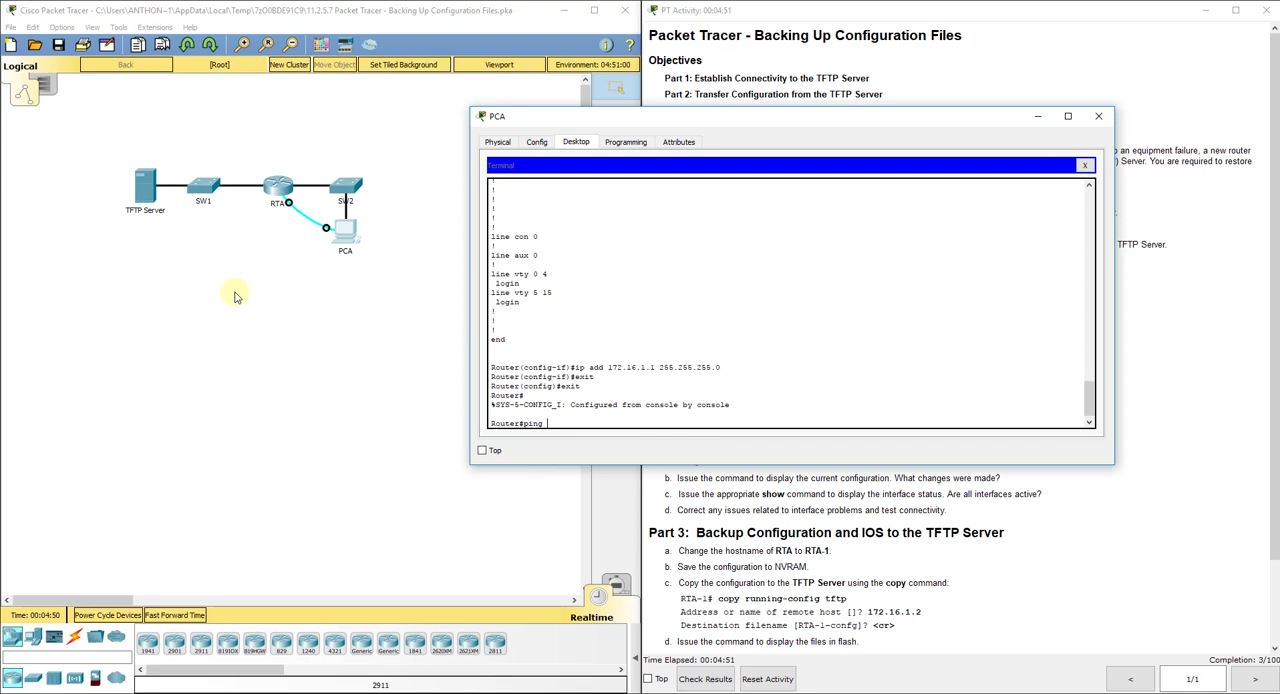 Cisco Packet Tracer - C:\Users\ANTHON~1\AppData\Local\Temp\7zO0BDE91C9\11.2.5.7 Packet Tracer - Backing Up Configuration Files.pka
File Edit Options View Tools Extensions Help
Logical
Back
[Root]
New Cluster
Move Object
Set Tiled Background
Viewport
Environment: 04:51:00
TFTP Server
SW1
RTA
SW2
PCA
Time: 00:04:50
Power Cycle Devices
Fast Forward Time
Realtime
1941
2901
2911
819IOX
819HGW
829
1240
4321
Generic
Generic
1841
2620XM
2621XM
2811
2911
PT Activity: 00:04:51
Packet Tracer - Backing Up Configuration Files
Objectives
Part 1: Establish Connectivity to the TFTP Server
Part 2: Transfer Configuration from the TFTP Server
an equipment failure, a new router
) Server. You are required to restore
TFTP Server.
PCA
Physical
Config
Desktop
Programming
Attributes
Terminal
X
!
!
!
!
!
line con 0
!
line aux 0
!
line vty 0 4
login
line vty 5 15
login
!
!
!
end
Router(config-if)#ip add 172.16.1.1 255.255.255.0
Router(config-if)#exit
Router(config)#exit
Router#
%SYS-5-CONFIG_I: Configured from console by console
Router#ping
Top
b. Issue the command to display the current configuration. What changes were made?
c. Issue the appropriate show command to display the interface status. Are all interfaces active?
d. Correct any issues related to interface problems and test connectivity.
Part 3: Backup Configuration and IOS to the TFTP Server
a. Change the hostname of RTA to RTA-1.
b. Save the configuration to NVRAM.
c. Copy the configuration to the TFTP Server using the copy command:
RTA-1# copy running-config tftp
Address or name of remote host []? 172.16.1.2
Destination filename [RTA-1-confg]? <cr>
d. Issue the command to display the files in flash.
Time Elapsed: 00:04:51
Completion: 3/100
Top
Check Results
Reset Activity
<
1/1
>